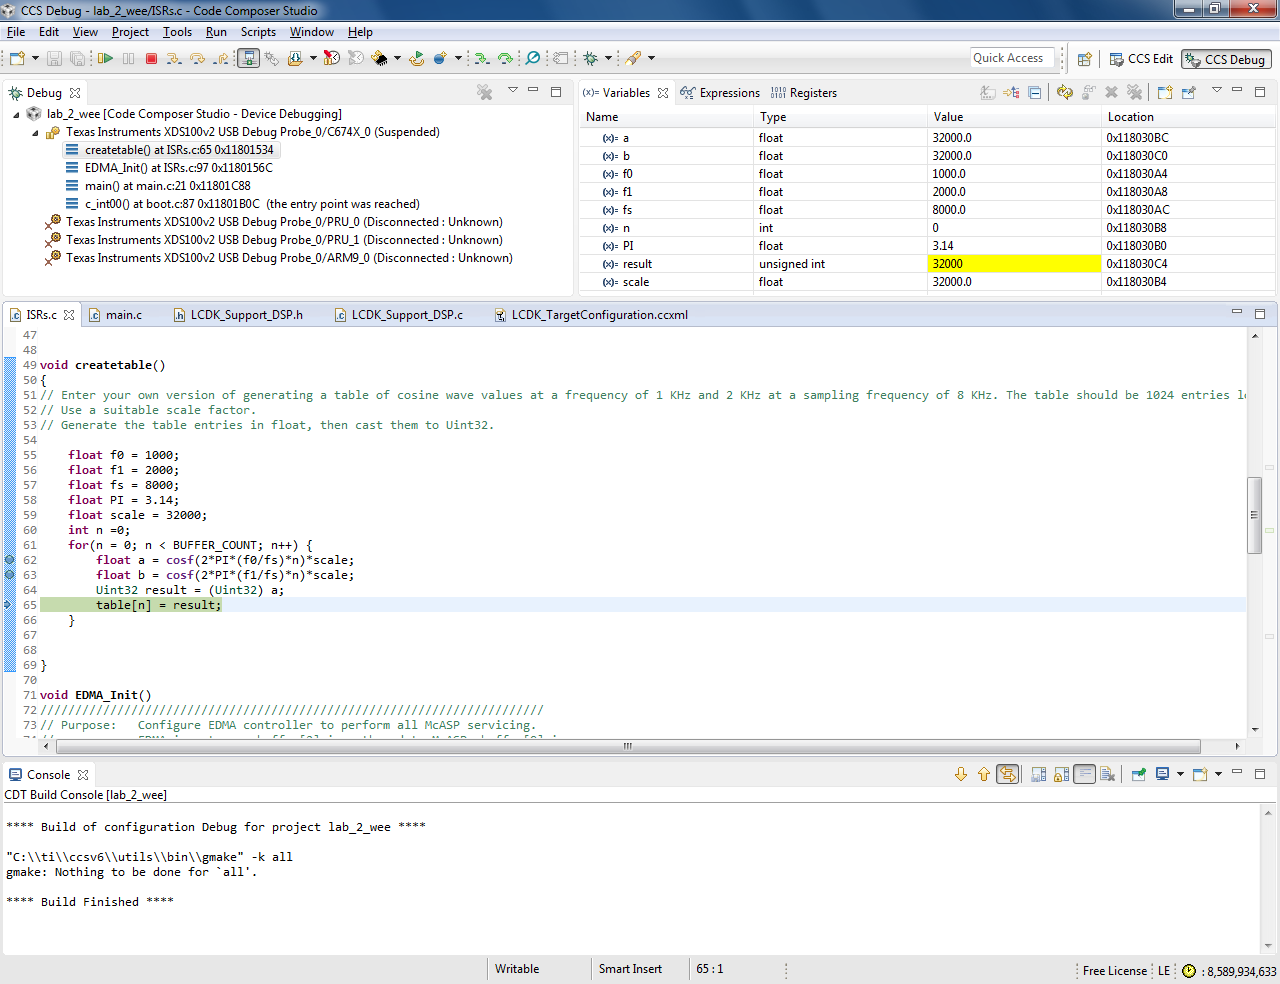 CCS Debug - lab_2_wee/ISRs.c - Code Composer Studio
File Edit View Project Tools Run Scripts Window Help
Quick Access CCS Edit CCS Debug
Debug
lab_2_wee [Code Composer Studio - Device Debugging]
Texas Instruments XDS100v2 USB Debug Probe_0/C674X_0 (Suspended)
createtable() at ISRs.c:65 0x11801534
EDMA_Init() at ISRs.c:97 0x1180156C
main() at main.c:21 0x11801C88
c_int00() at boot.c:87 0x11801B0C (the entry point was reached)
Texas Instruments XDS100v2 USB Debug Probe_0/PRU_0 (Disconnected : Unknown)
Texas Instruments XDS100v2 USB Debug Probe_0/PRU_1 (Disconnected : Unknown)
Texas Instruments XDS100v2 USB Debug Probe_0/ARM9_0 (Disconnected : Unknown)
(x)= Variables Expressions Registers
Name Type Value Location
(x)= a float 32000.0 0x118030BC
(x)= b float 32000.0 0x118030C0
(x)= f0 float 1000.0 0x118030A4
(x)= f1 float 2000.0 0x118030A8
(x)= fs float 8000.0 0x118030AC
(x)= n int 0 0x118030B8
(x)= PI float 3.14 0x118030B0
(x)= result unsigned int 32000 0x118030C4
(x)= scale float 32000.0 0x118030B4
ISRs.c main.c LCDK_Support_DSP.h LCDK_Support_DSP.c LCDK_TargetConfiguration.ccxml
47
48
49 void createtable()
50 {
51 // Enter your own version of generating a table of cosine wave values at a frequency of 1 KHz and 2 KHz at a sampling frequency of 8 KHz. The table should be 1024 entries l
52 // Use a suitable scale factor.
53 // Generate the table entries in float, then cast them to Uint32.
54
55 float f0 = 1000;
56 float f1 = 2000;
57 float fs = 8000;
58 float PI = 3.14;
59 float scale = 32000;
60 int n =0;
61 for(n = 0; n < BUFFER_COUNT; n++) {
62 float a = cosf(2*PI*(f0/fs)*n)*scale;
63 float b = cosf(2*PI*(f1/fs)*n)*scale;
64 Uint32 result = (Uint32) a;
65 table[n] = result;
66 }
67
68
69 }
70
71 void EDMA_Init()
72 ////////////////////////////////////////////////////////////////////////
73 // Purpose: Configure EDMA controller to perform all McASP servicing.
Console
CDT Build Console [lab_2_wee]
**** Build of configuration Debug for project lab_2_wee ****
"C:\\ti\\ccsv6\\utils\\bin\\gmake" -k all
gmake: Nothing to be done for `all'.
**** Build Finished ****
Writable Smart Insert 65 : 1 Free License LE : 8,589,934,633